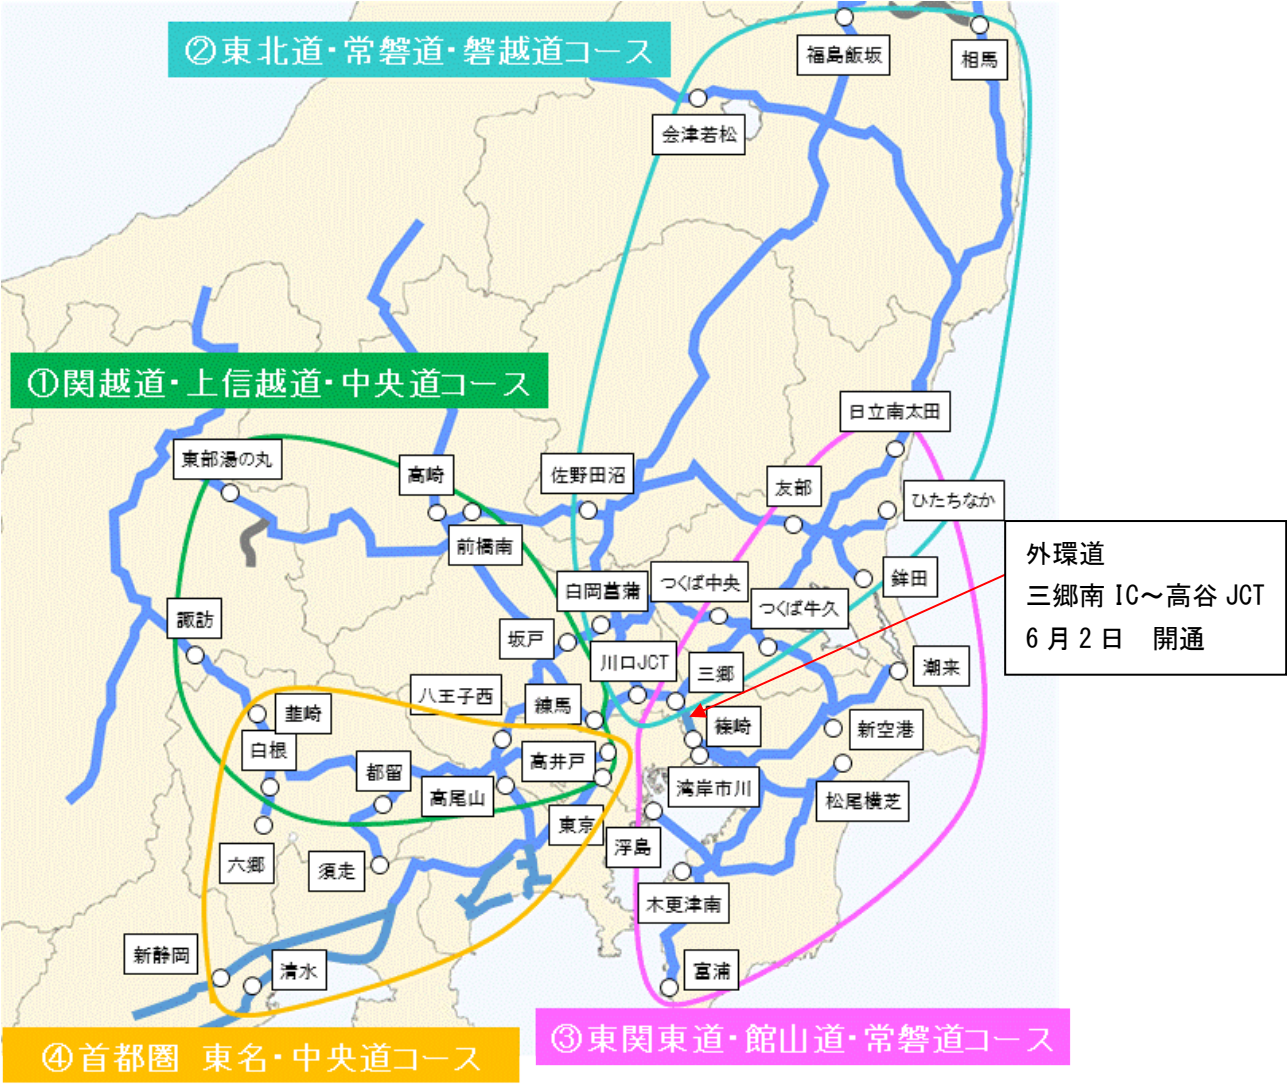 ②東北道・常磐道・磐越道コース
福島飯坂
相馬
会津若松
①関越道・上信越道・中央道コース
日立南太田
東部湯の丸
高崎
佐野田沼
友部
ひたちなか
前橋南
外環道
三郷南 IC～高谷 JCT
6 月 2 日　開通
白岡菖蒲
つくば中央
鉾田
つくば牛久
諏訪
坂戸
川口JCT
三郷
潮来
八王子西
練馬
韮崎
篠崎
新空港
白根
高井戸
都留
高尾山
湾岸市川
松尾横芝
東京
浮島
六郷
須走
木更津南
新静岡
清水
富浦
③東関東道・館山道・常磐道コース
④首都圏 東名・中央道コース